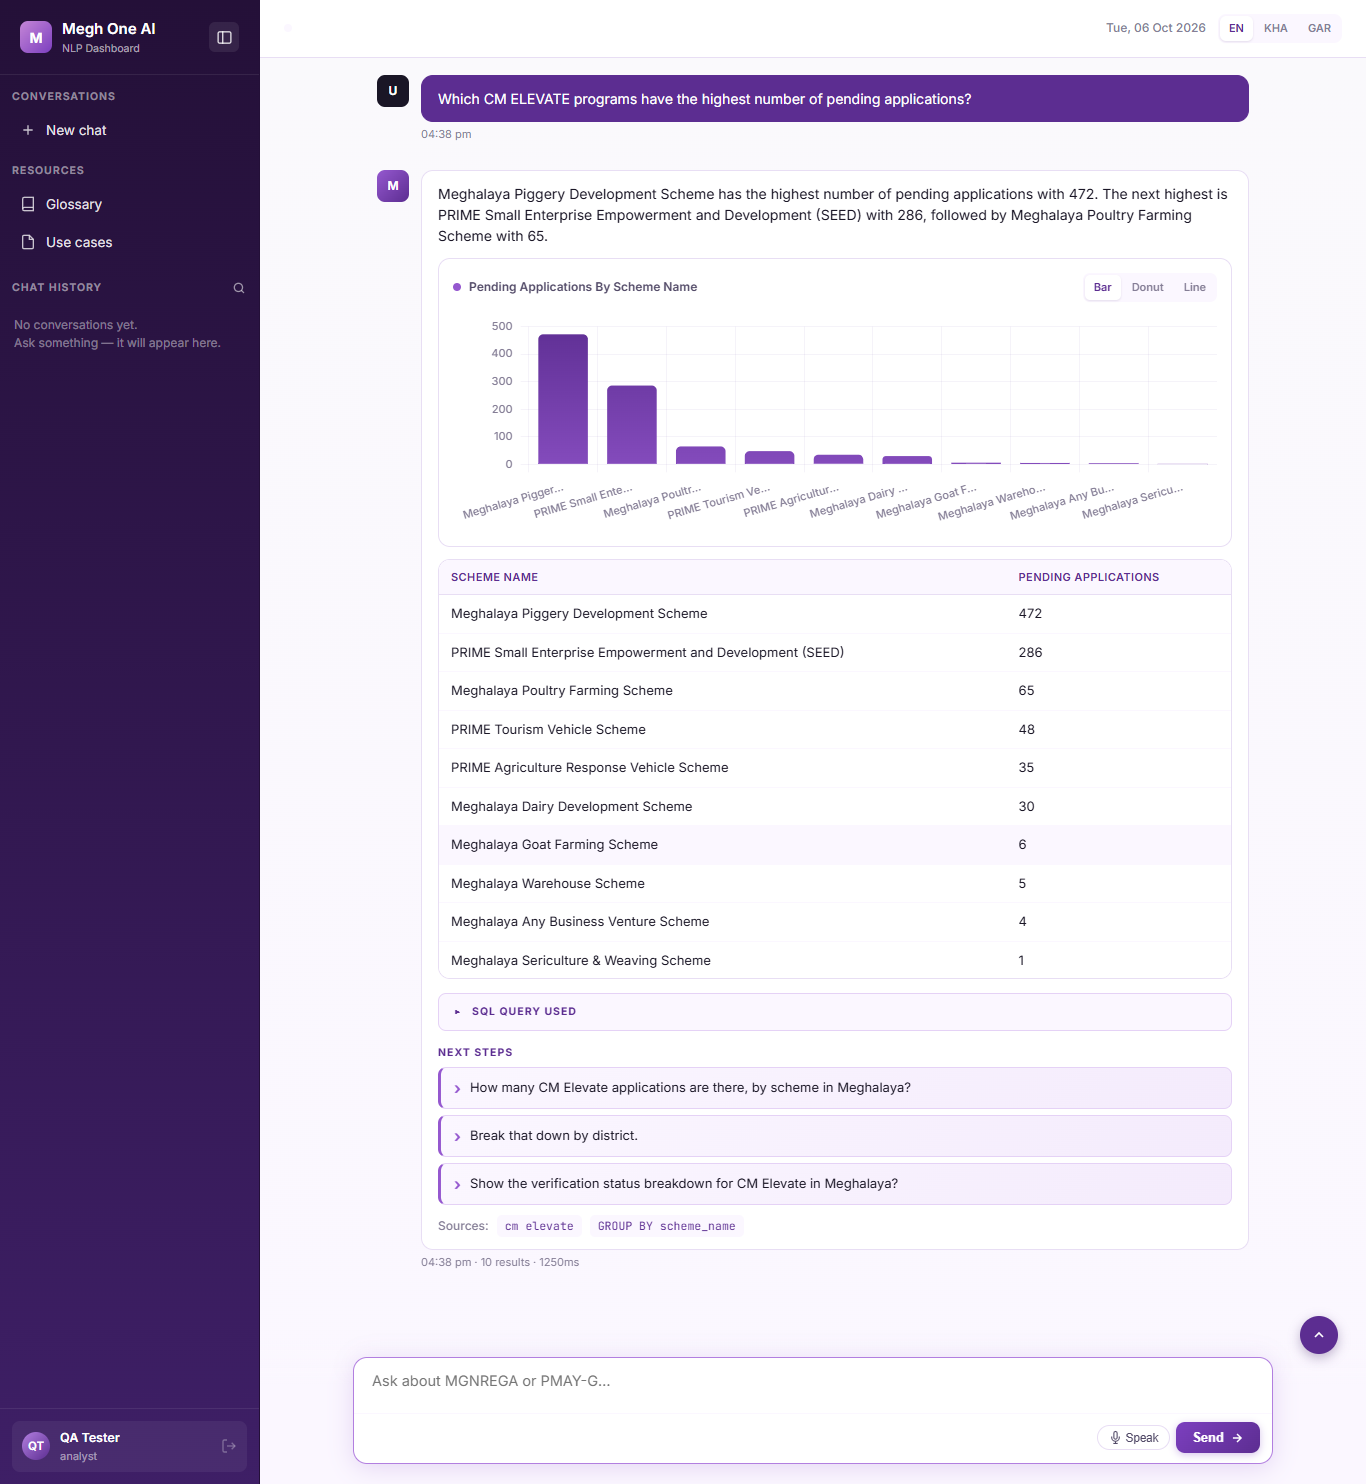 M
Megh One AI
NLP Dashboard
CONVERSATIONS
New chat
RESOURCES
Glossary
Use cases
CHAT HISTORY
No conversations yet.
Ask something — it will appear here.
QT
QA Tester
analyst
Tue, 06 Oct 2026
EN KHA GAR
U
Which CM ELEVATE programs have the highest number of pending applications?
04:38 pm
M
Meghalaya Piggery Development Scheme has the highest number of pending applications with 472. The next highest is
PRIME Small Enterprise Empowerment and Development (SEED) with 286, followed by Meghalaya Poultry Farming
Scheme with 65.
Pending Applications By Scheme Name
Bar Donut Line
500
400
300
200
100
0
Meghalaya Pigger...
PRIME Small Ente...
Meghalaya Poultr...
PRIME Tourism Ve...
PRIME Agricultur...
Meghalaya Dairy ...
Meghalaya Goat F...
Meghalaya Wareho...
Meghalaya Any Bu...
Meghalaya Sericu...
SCHEME NAME PENDING APPLICATIONS
Meghalaya Piggery Development Scheme 472
PRIME Small Enterprise Empowerment and Development (SEED) 286
Meghalaya Poultry Farming Scheme 65
PRIME Tourism Vehicle Scheme 48
PRIME Agriculture Response Vehicle Scheme 35
Meghalaya Dairy Development Scheme 30
Meghalaya Goat Farming Scheme 6
Meghalaya Warehouse Scheme 5
Meghalaya Any Business Venture Scheme 4
Meghalaya Sericulture & Weaving Scheme 1
SQL QUERY USED
NEXT STEPS
How many CM Elevate applications are there, by scheme in Meghalaya?
Break that down by district.
Show the verification status breakdown for CM Elevate in Meghalaya?
Sources: cm elevate GROUP BY scheme_name
04:38 pm · 10 results · 1250ms
Ask about MGNREGA or PMAY-G...
Speak
Send →